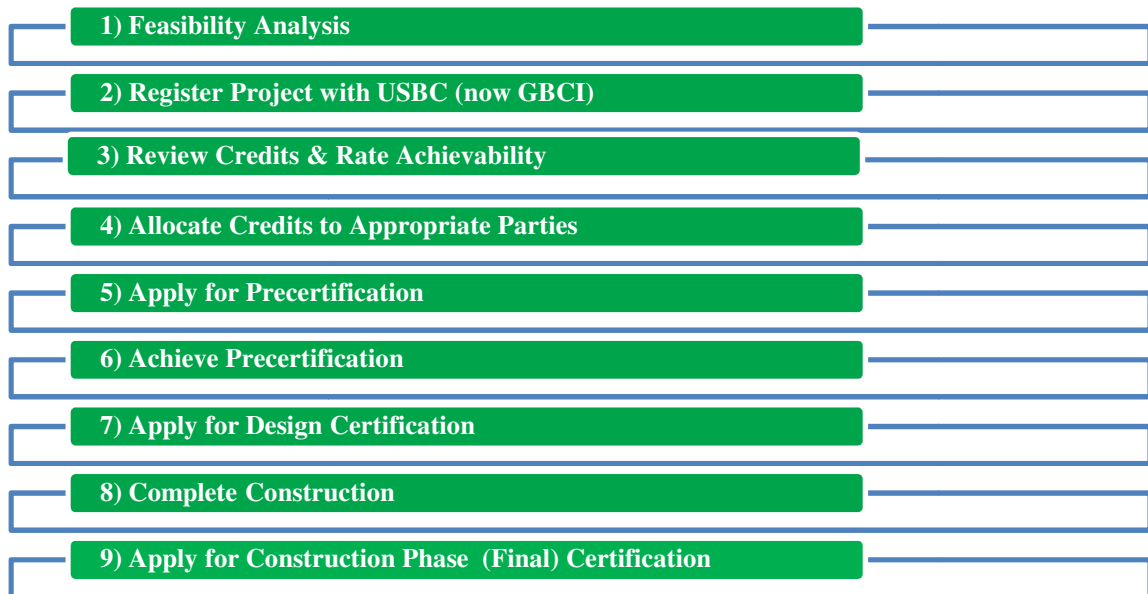 1) Feasibility Analysis
2) Register Project with USBC (now GBCI)
3) Review Credits & Rate Achievability
4) Allocate Credits to Appropriate Parties
5) Apply for Precertification
6) Achieve Precertification
7) Apply for Design Certification
8) Complete Construction
9) Apply for Construction Phase (Final) Certification